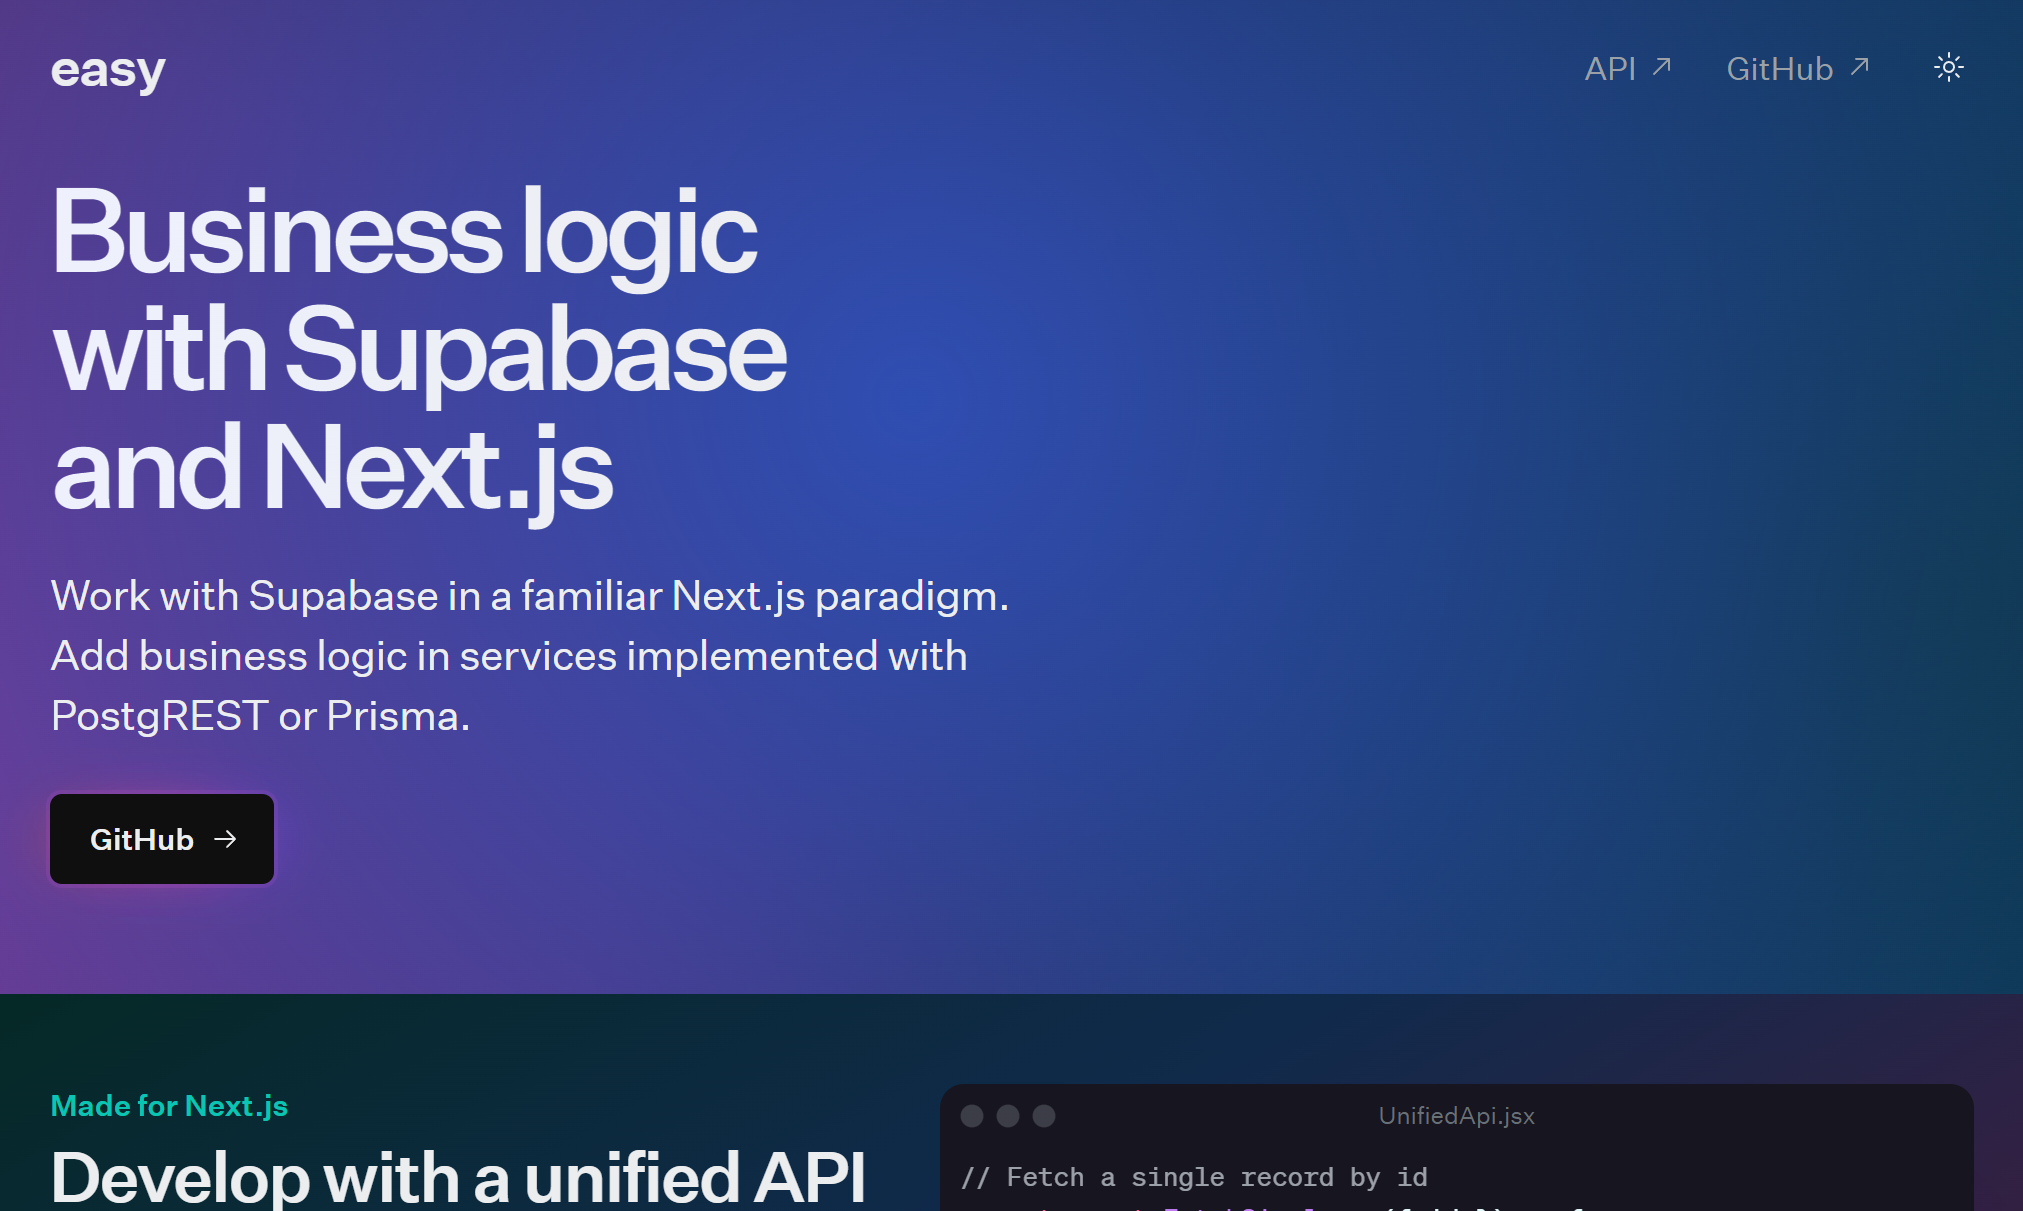 easy
API
GitHub
Business logic
with Supabase
and Next.js
Work with Supabase in a familiar Next.js paradigm.
Add business logic in services implemented with
PostgREST or Prisma.
GitHub
Made for Next.js
Develop with a unified API
UnifiedApi.jsx
// Fetch a single record by id